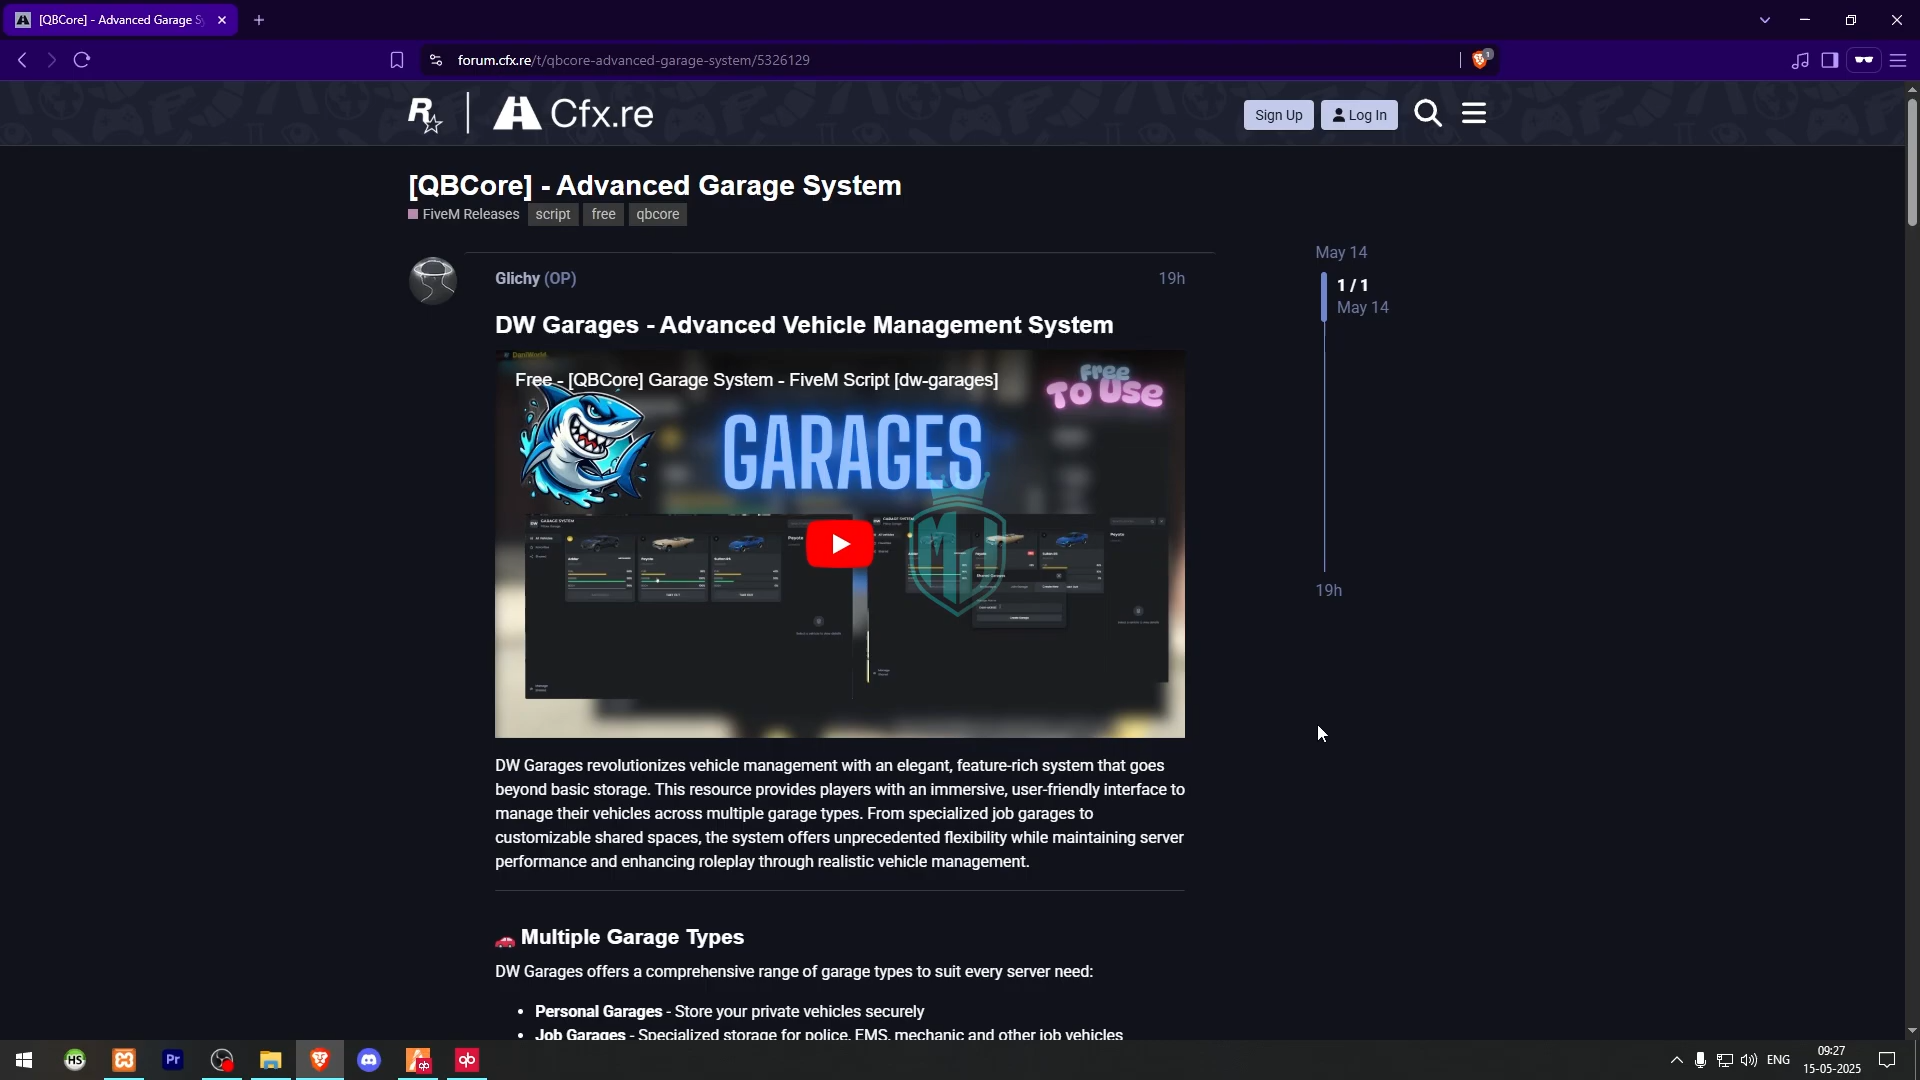 [QBCore] - Advanced Garage S
forum.cfx.re/t/qbcore-advanced-garage-system/5326129
1
Cfx.re
Sign Up
Log In
[QBCore] - Advanced Garage System
FiveM Releases script free qbcore
Glichy (OP)
19h
May 14
1 / 1
May 14
19h
DW Garages - Advanced Vehicle Management System
Free - [QBCore] Garage System - FiveM Script [dw-garages]
free
TO USE
GARAGES
DW Garages revolutionizes vehicle management with an elegant, feature-rich system that goes
beyond basic storage. This resource provides players with an immersive, user-friendly interface to
manage their vehicles across multiple garage types. From specialized job garages to
customizable shared spaces, the system offers unprecedented flexibility while maintaining server
performance and enhancing roleplay through realistic vehicle management.
Multiple Garage Types
DW Garages offers a comprehensive range of garage types to suit every server need:
• Personal Garages - Store your private vehicles securely
• Job Garages - Specialized storage for police, EMS, mechanic and other job vehicles
HS
Pr
qb
qb
ENG
09:27
15-05-2025